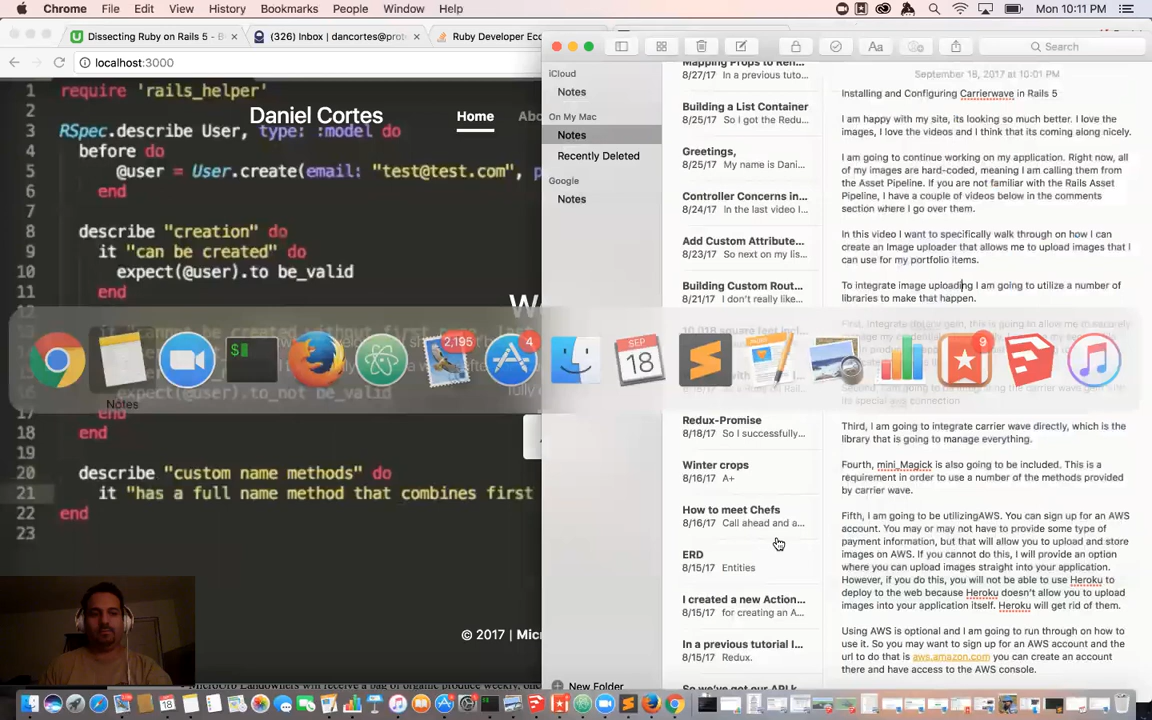 Chrome File Edit View History Bookmarks People Window Help
Mon 10:11 PM
Dissecting Ruby on Rails 5 - B
(326) Inbox | dancortes@prote
Ruby Developer Eco
localhost:3000
1 require 'rails_helper'
2
3 RSpec.describe User, type: :model do
4 before do
5 @user = User.create(email: "test@test.com", p
6 end
7
8 describe "creation" do
9 it "can be created" do
10 expect(@user).to be_valid
11 end
17 end
18 end
19
20 describe "custom name methods" do
21 it "has a full name method that combines first
22 end
23
Daniel Cortes
Home
Abo
W
© 2017 | Micr
Search
iCloud
Notes
On My Mac
Notes
Recently Deleted
Google
Notes
New Folder
Mapping Props to Ren...
8/27/17 In a previous tuto...
Building a List Container
8/25/17 So I got the Redu...
Greetings,
8/25/17 My name is Dani...
Controller Concerns in...
8/24/17 In the last video I...
Add Custom Attribute...
8/23/17 So next on my lis...
Building Custom Rout...
8/21/17 I don't really like...
Redux-Promise
8/18/17 So I successfully...
Winter crops
8/16/17 A+
How to meet Chefs
8/16/17 Call ahead and a...
ERD
8/15/17 Entities
I created a new Action...
8/15/17 for creating an A...
In a previous tutorial I...
8/15/17 Redux.
September 18, 2017 at 10:01 PM
Installing and Configuring Carrierwave in Rails 5
I am happy with my site, its looking so much better. I love the
images, I love the videos and I think that its coming along nicely.
I am going to continue working on my application. Right now, all
of my images are hard-coded, meaning I am calling them from
the Asset Pipeline. If you are not familiar with the Rails Asset
Pipeline, I have a couple of videos below in the comments
section where I go over them.
In this video I want to specifically walk through on how I can
create an Image uploader that allows me to upload images that I
can use for my portfolio items.
To integrate image uploading I am going to utilize a number of
libraries to make that happen.
Third, I am going to integrate carrier wave directly, which is the
library that is going to manage everything.
Fourth, mini_Magick is also going to be included. This is a
requirement in order to use a number of the methods provided
by carrier wave.
Fifth, I am going to be utilizingAWS. You can sign up for an AWS
account. You may or may not have to provide some type of
payment information, but that will allow you to upload and store
images on AWS. If you cannot do this, I will provide an option
where you can upload images straight into your application.
However, if you do this, you will not be able to use Heroku to
deploy to the web because Heroku doesn't allow you to upload
images into your application itself. Heroku will get rid of them.
Using AWS is optional and I am going to run through on how to
use it. So you may want to sign up for an AWS account and the
url to do that is aws.amazon.com you can create an account
there and have access to the AWS console.
$
2,195
4
SEP
18
9
Notes